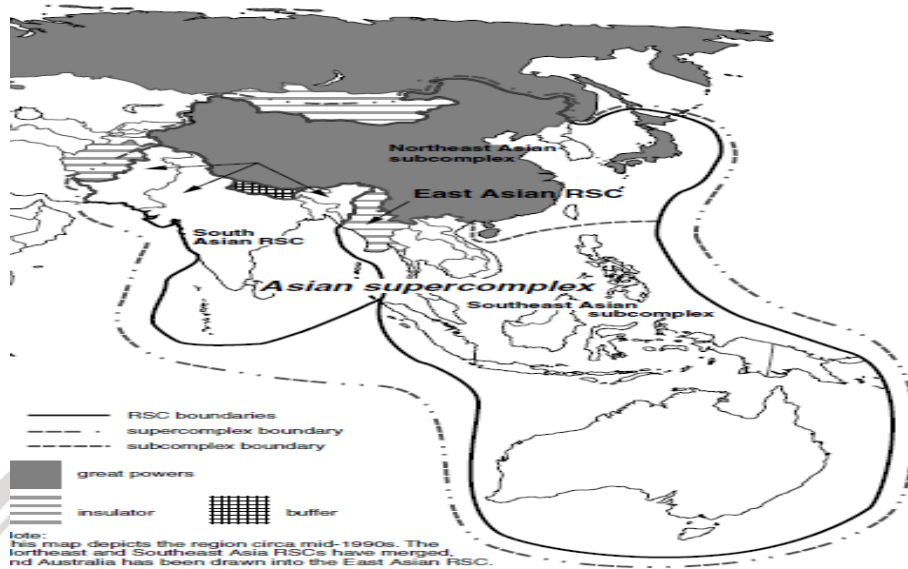 Northeast Asian
subcomplex
East Asian RSC
South
Asian RSC
Asian supercomplex
Southeast Asian
subcomplex
RSC boundaries
supercomplex boundary
subcomplex boundary
great powers
insulator
buffer
lote:
his map depicts the region circa mid-1990s. The
lortheast and Southeast Asia RSCs have merged,
nd Australia has been drawn into the East Asian RSC.